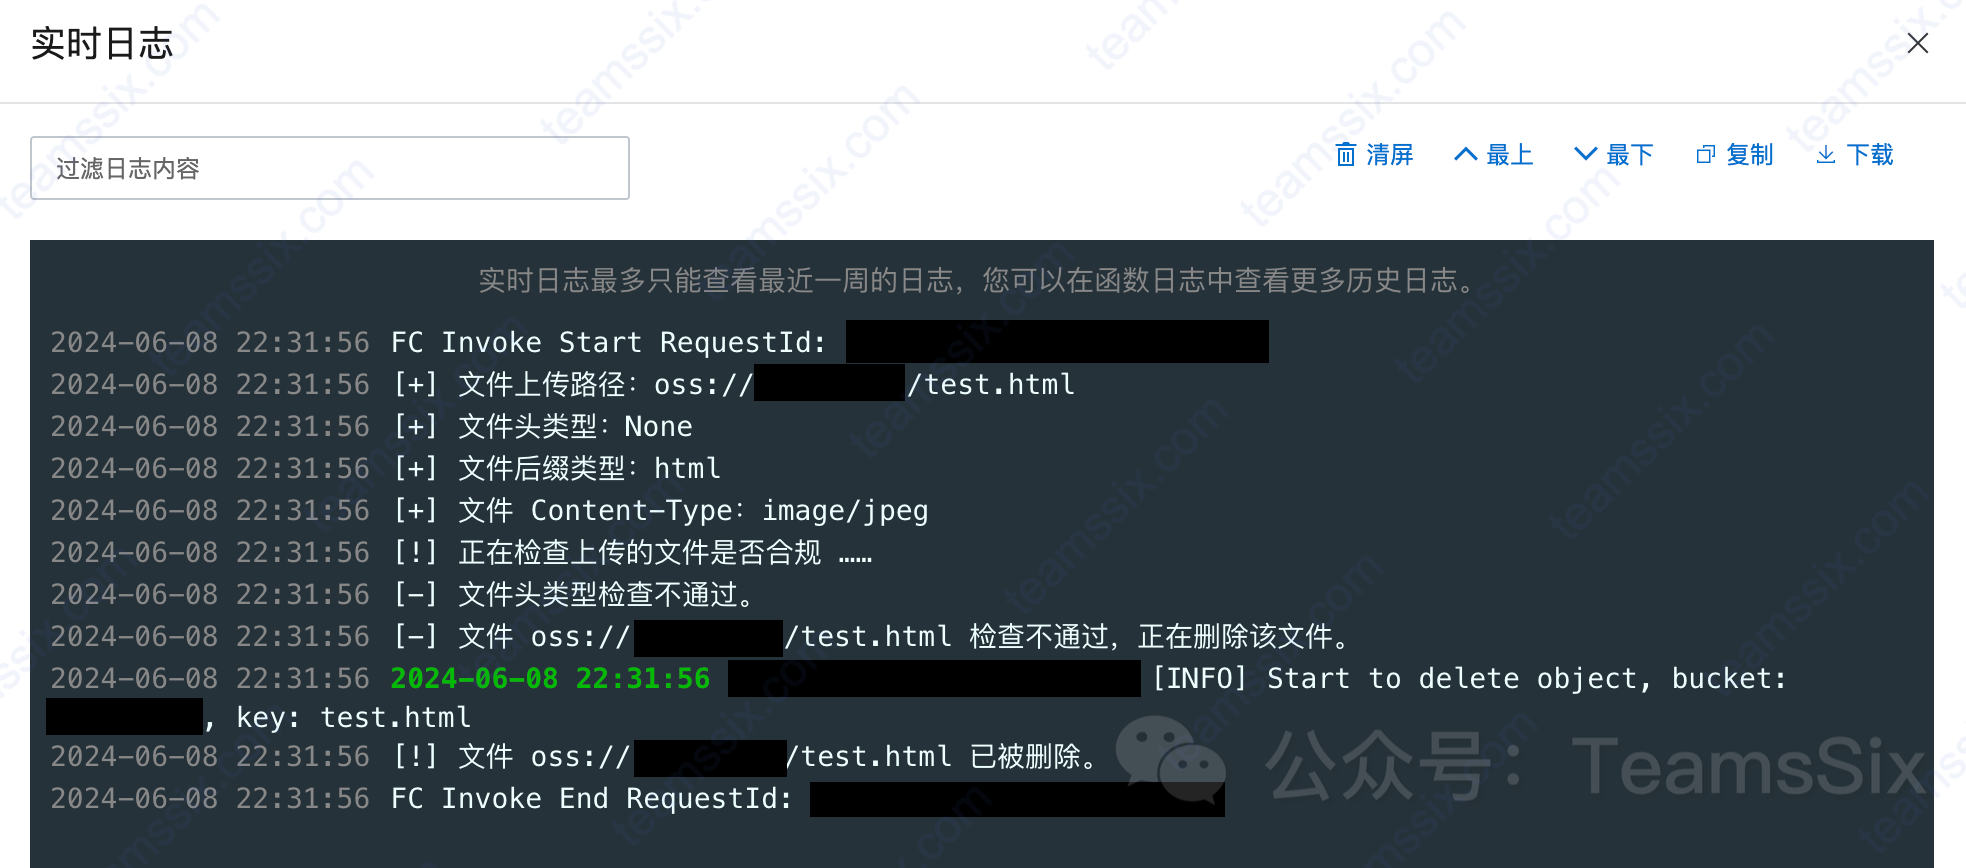 实时日志
过滤日志内容
清屏 最上 最下 复制 下载
实时日志最多只能查看最近一周的日志，您可以在函数日志中查看更多历史日志。
2024-06-08 22:31:56 FC Invoke Start RequestId:
2024-06-08 22:31:56 [+] 文件上传路径：oss:///test.html
2024-06-08 22:31:56 [+] 文件头类型：None
2024-06-08 22:31:56 [+] 文件后缀类型：html
2024-06-08 22:31:56 [+] 文件 Content-Type：image/jpeg
2024-06-08 22:31:56 [!] 正在检查上传的文件是否合规 ……
2024-06-08 22:31:56 [-] 文件头类型检查不通过。
2024-06-08 22:31:56 [-] 文件 oss:///test.html 检查不通过，正在删除该文件。
2024-06-08 22:31:56 2024-06-08 22:31:56 [INFO] Start to delete object, bucket:
, key: test.html
2024-06-08 22:31:56 [!] 文件 oss:///test.html 已被删除。
2024-06-08 22:31:56 FC Invoke End RequestId:
公众号：TeamsSix
teamssix.com